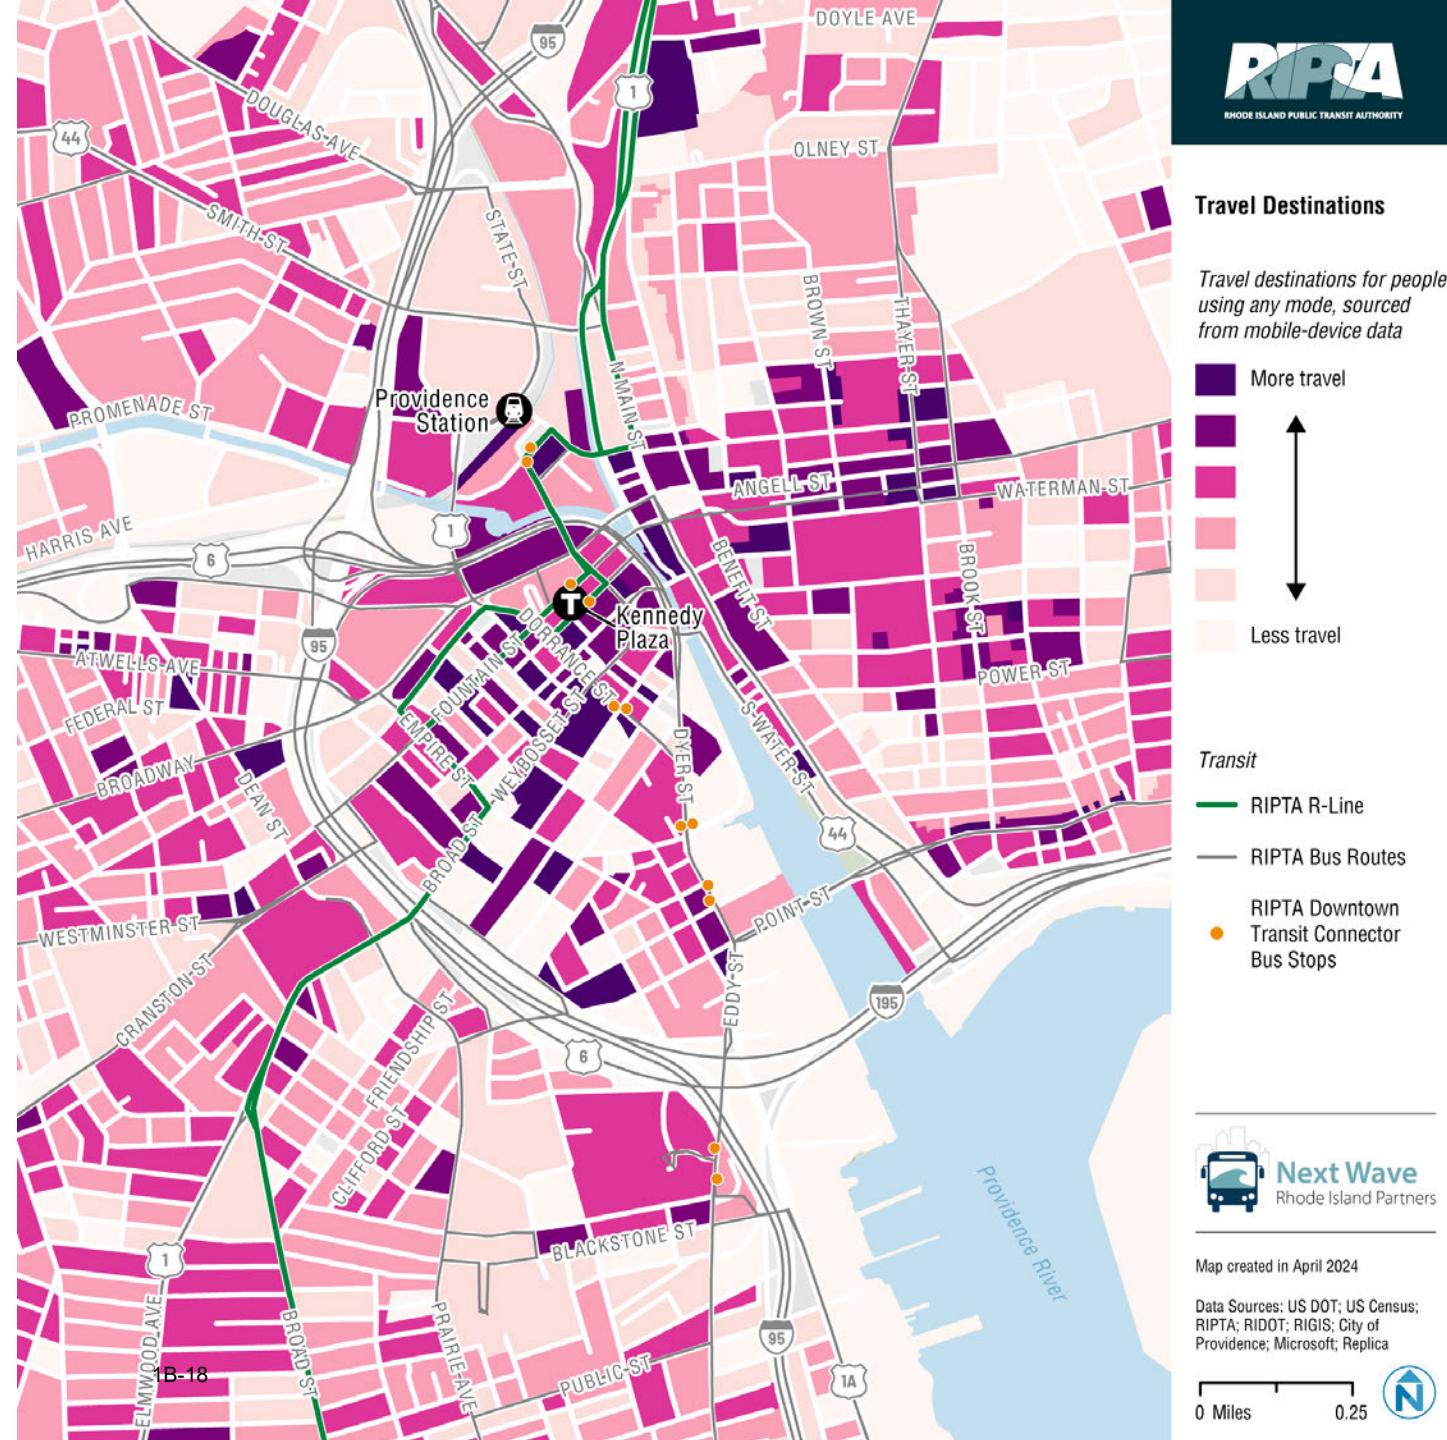 DOYLE AVE
95
1
44
DOUGLAS AVE
OLNEY ST
SMITH ST
STATE ST
BROWN ST
THAYER ST
N MAIN ST
Providence
Station
PROMENADE ST
ANGELL ST
WATERMAN ST
HARRIS AVE
6
1
BENEFIT ST
BROOK ST
Kennedy
Plaza
T
DORRANCE ST
95
ATWELLS AVE
FOUNTAIN ST
POWER ST
FEDERAL ST
EMPIRE ST
WEYBOSSET ST
DYER ST
S WATER ST
BROADWAY
DEAN ST
44
BROAD ST
POINT ST
WESTMINSTER ST
CRANSTON ST
EDDY ST
195
FRIENDSHIP ST
6
CLIFFORD ST
Providence River
BLACKSTONE ST
1
ELMWOOD AVE
BROAD ST
PRAIRIE AVE
PUBLIC ST
95
1A
1B-18
RIPTA
RHODE ISLAND PUBLIC TRANSIT AUTHORITY
Travel Destinations
Travel destinations for people
using any mode, sourced
from mobile-device data
More travel
Less travel
Transit
RIPTA R-Line
RIPTA Bus Routes
RIPTA Downtown
Transit Connector
Bus Stops
Next Wave
Rhode Island Partners
Map created in April 2024
Data Sources: US DOT; US Census;
RIPTA; RIDOT; RIGIS; City of
Providence; Microsoft; Replica
0 Miles 0.25
N